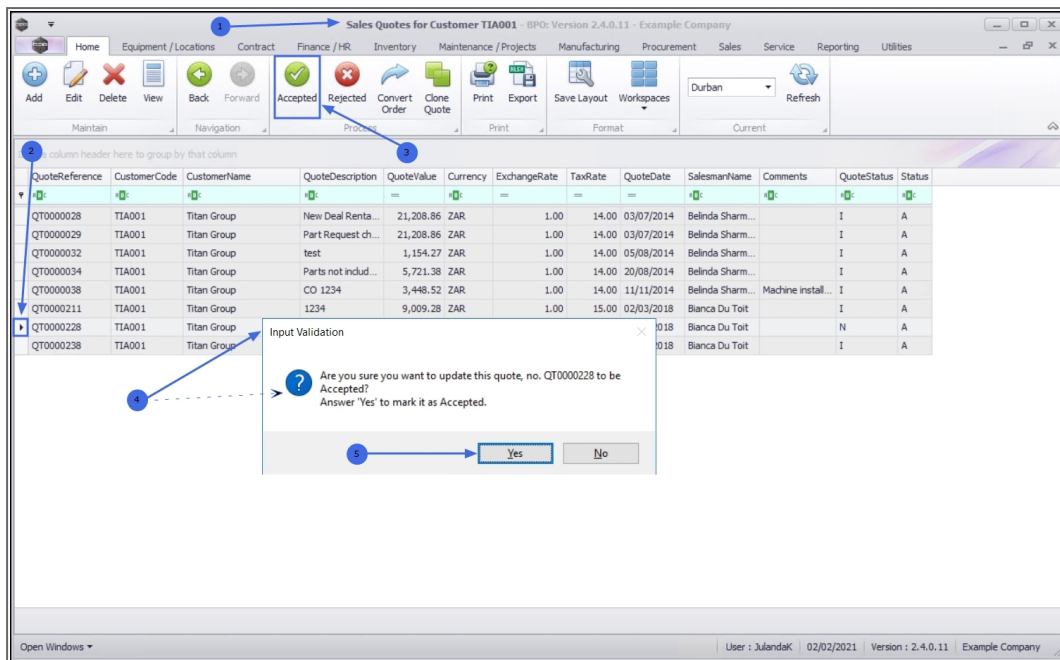 1
Sales Quotes for Customer TIA001 - BPO: Version 2.4.0.11 - Example Company
Home Equipment / Locations Contract Finance / HR Inventory Maintenance / Projects Manufacturing Procurement Sales Service Reporting Utilities
Add Edit Delete View Back Forward Accepted Rejected Convert Order Clone Quote Print Export Save Layout Workspaces Durban Refresh
Maintain Navigation Process Print Format Current
2 3
a column header here to group by that column
QuoteReference CustomerCode CustomerName QuoteDescription QuoteValue Currency ExchangeRate TaxRate QuoteDate SalesmanName Comments QuoteStatus Status
QT0000028 TIA001 Titan Group New Deal Renta... 21,208.86 ZAR 1.00 14.00 03/07/2014 Belinda Sharm... I A
QT0000029 TIA001 Titan Group Part Request ch... 21,208.86 ZAR 1.00 14.00 03/07/2014 Belinda Sharm... I A
QT0000032 TIA001 Titan Group test 1,154.27 ZAR 1.00 14.00 05/08/2014 Belinda Sharm... I A
QT0000034 TIA001 Titan Group Parts not includ... 5,721.38 ZAR 1.00 14.00 20/08/2014 Belinda Sharm... I A
QT0000038 TIA001 Titan Group CO 1234 3,448.52 ZAR 1.00 14.00 11/11/2014 Belinda Sharm... Machine install... I A
QT0000211 TIA001 Titan Group 1234 9,009.28 ZAR 1.00 15.00 02/03/2018 Bianca Du Toit I A
QT0000228 TIA001 Titan Group 018 Bianca Du Toit N A
QT0000238 TIA001 Titan Group 018 Bianca Du Toit I A
Input Validation
Are you sure you want to update this quote, no. QT0000228 to be
Accepted?
Answer 'Yes' to mark it as Accepted.
4
5
Yes No
Open Windows User : JulandaK 02/02/2021 Version : 2.4.0.11 Example Company